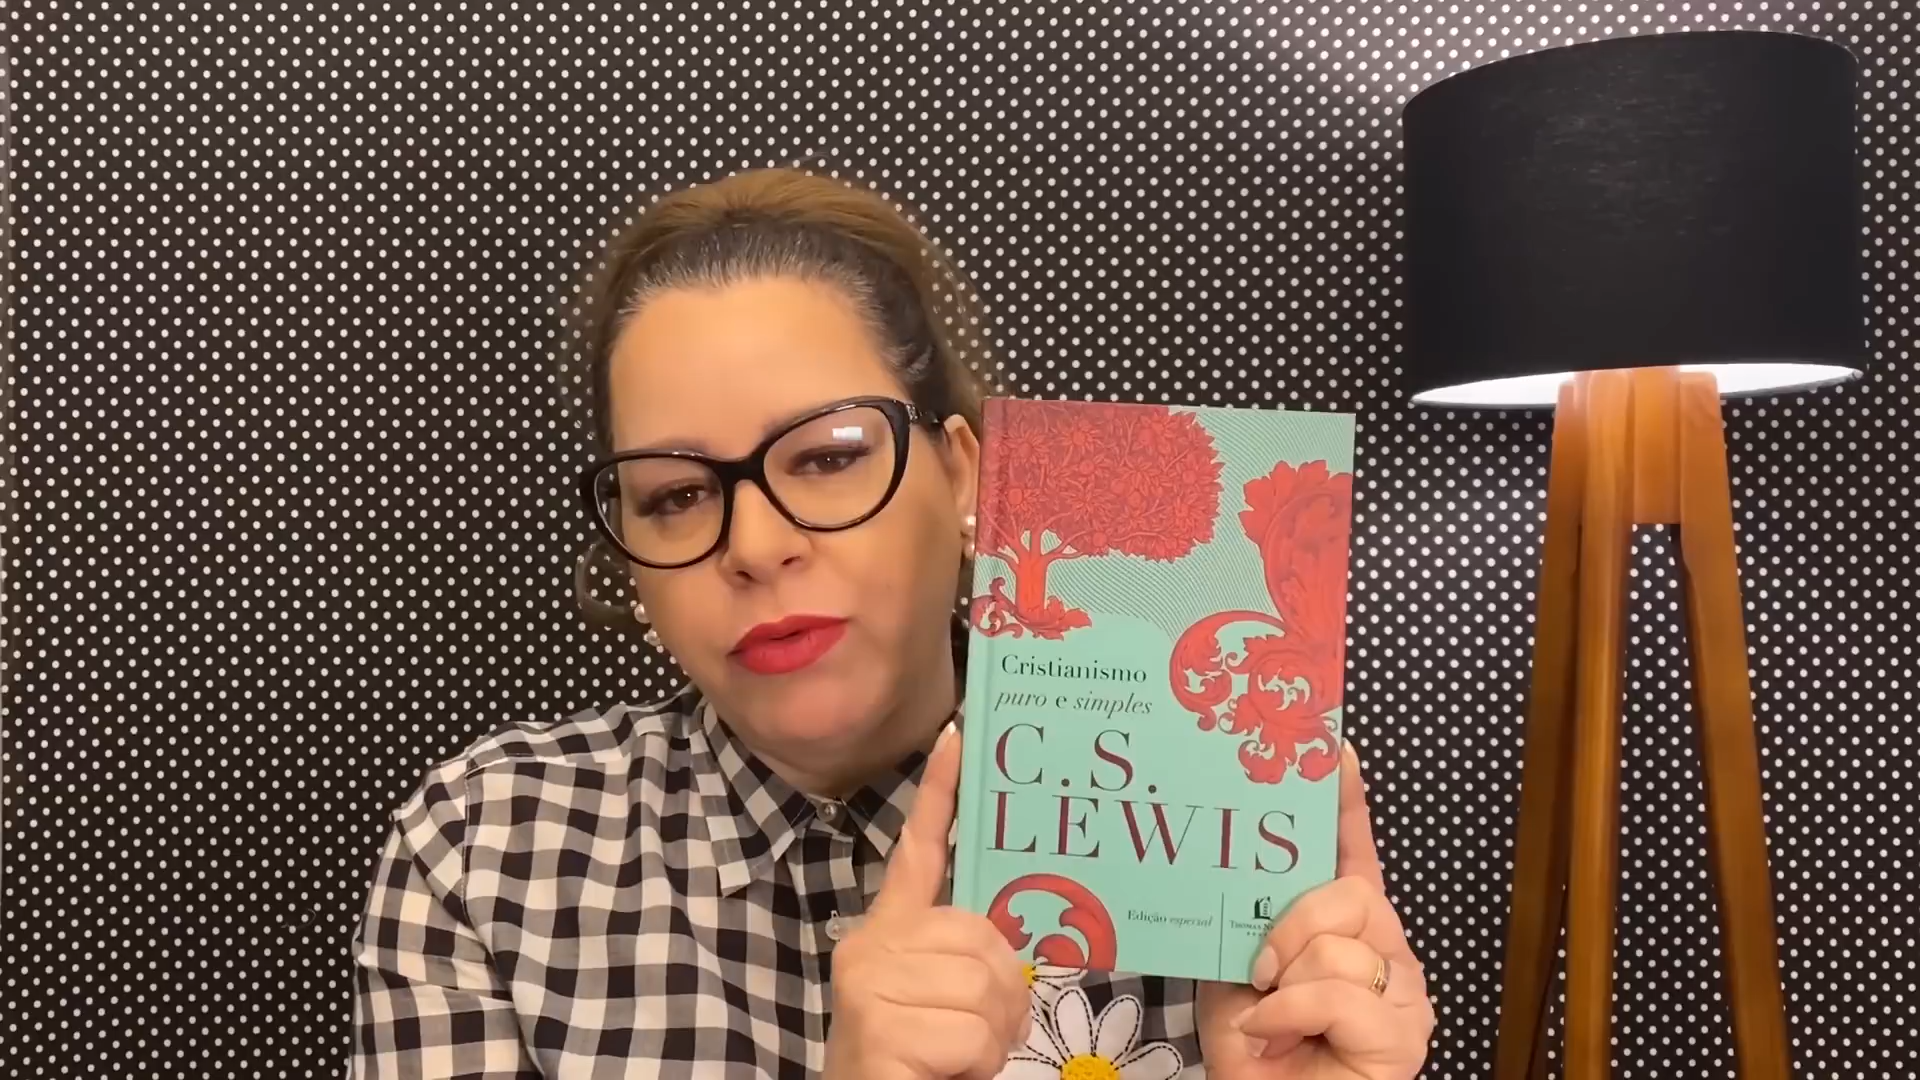 Cristianismo
puro e simples
C.S.
LEWIS
Edição especial